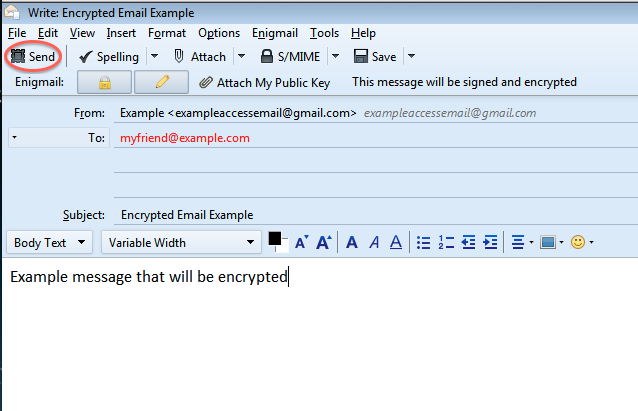 Write: Encrypted Email Example
File Edit View Insert Format Options Enigmail Tools Help
Send Spelling Attach S/MIME Save
Enigmail: Attach My Public Key This message will be signed and encrypted
From: Example <exampleaccessemail@gmail.com> exampleaccessemail@gmail.com
To: myfriend@example.com
Subject: Encrypted Email Example
Body Text Variable Width A A A A A
Example message that will be encrypted